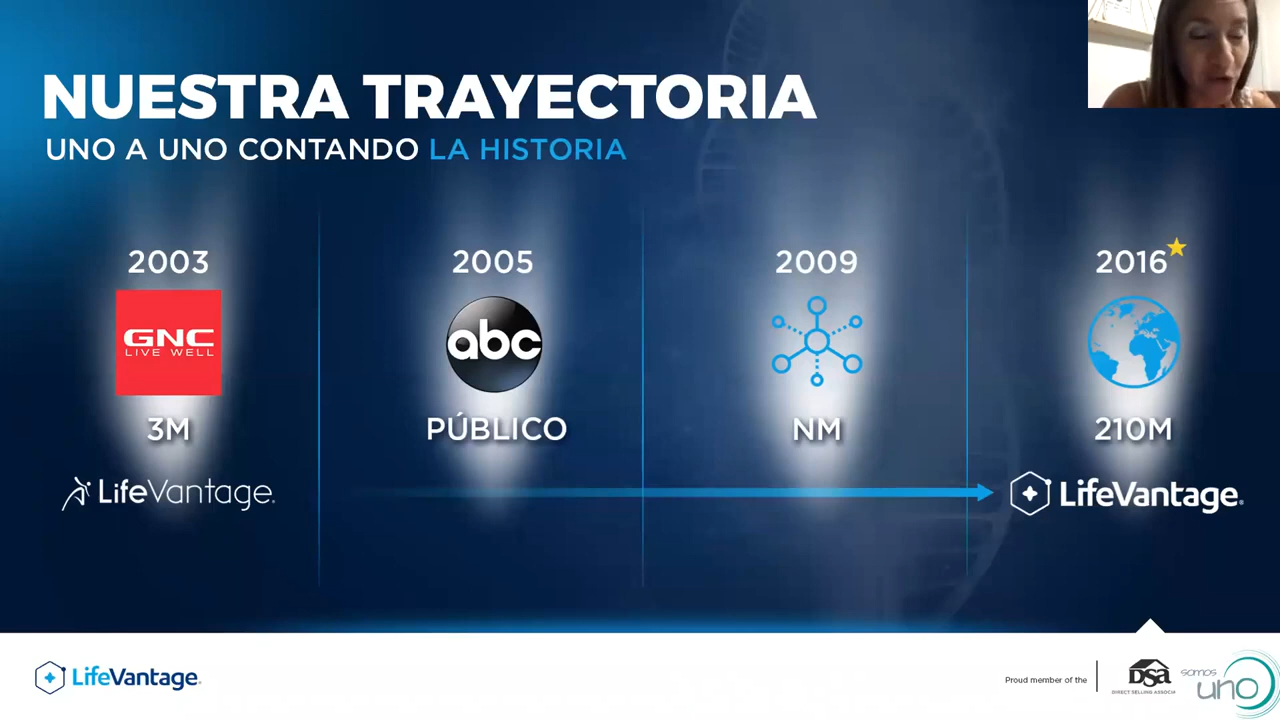 NUESTRA TRAYECTORIA
UNO A UNO CONTANDO LA HISTORIA
2003
GNC
LIVE WELL
3M
LifeVantage.
2005
abc
PÚBLICO
2009
NM
2016
210M
LifeVantage.
LifeVantage.
Proud member of the
DSA
DIRECT SELLING ASSOCIA
somos
uno